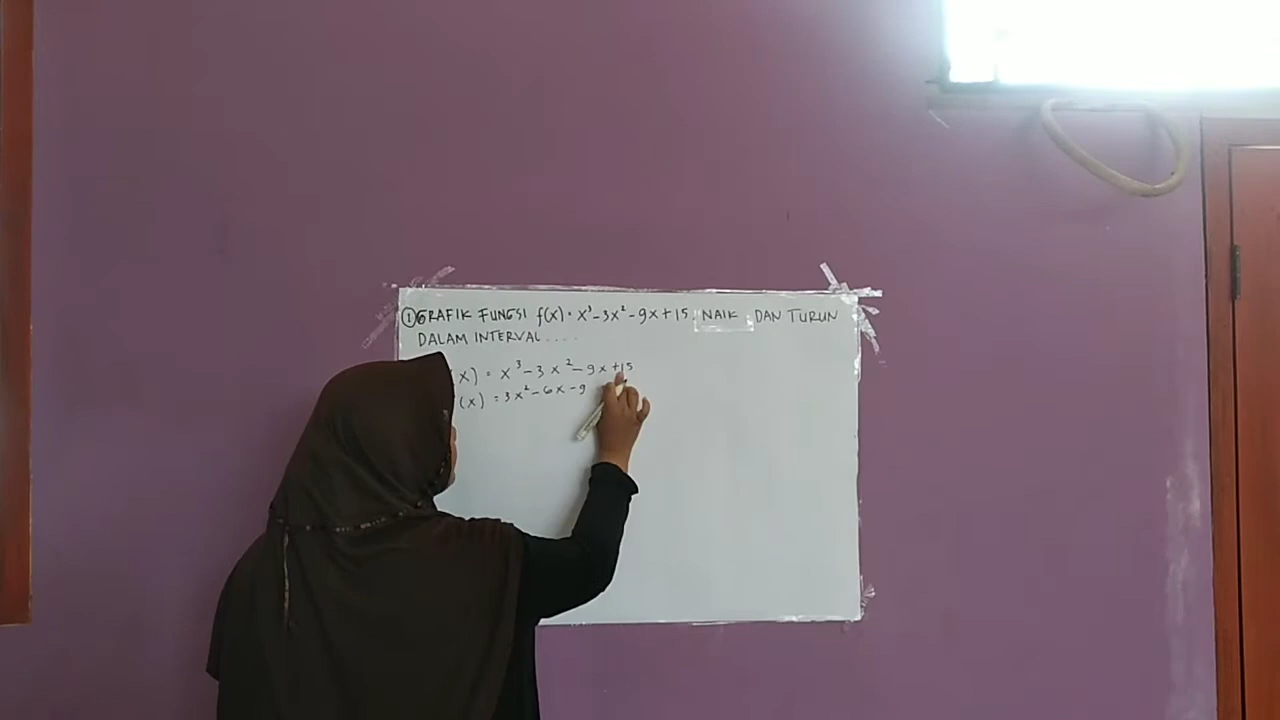 ① GRAFIK FUNGSI f(x) = x³-3x²-9x+15, NAIK DAN TURUN
DALAM INTERVAL....
(x) = x³-3x²-9x+15
(x) = 3x²-6x-9